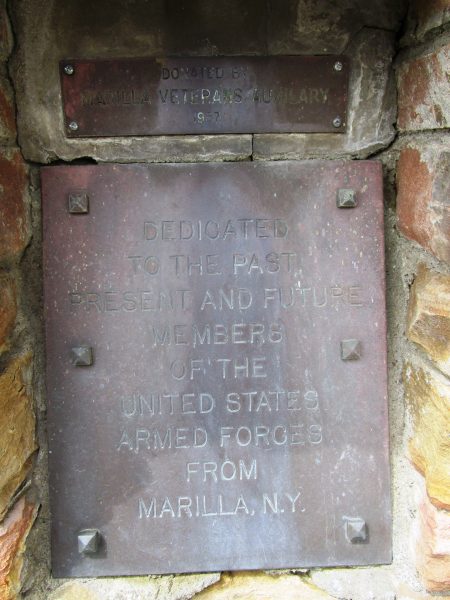 DONATED BY
MARILLA VETERANS AUXILARY
DEDICATED
TO THE PAST,
PRESENT AND FUTURE
MEMBERS
OF THE
UNITED STATES
ARMED FORCES
FROM
MARILLA, N.Y.